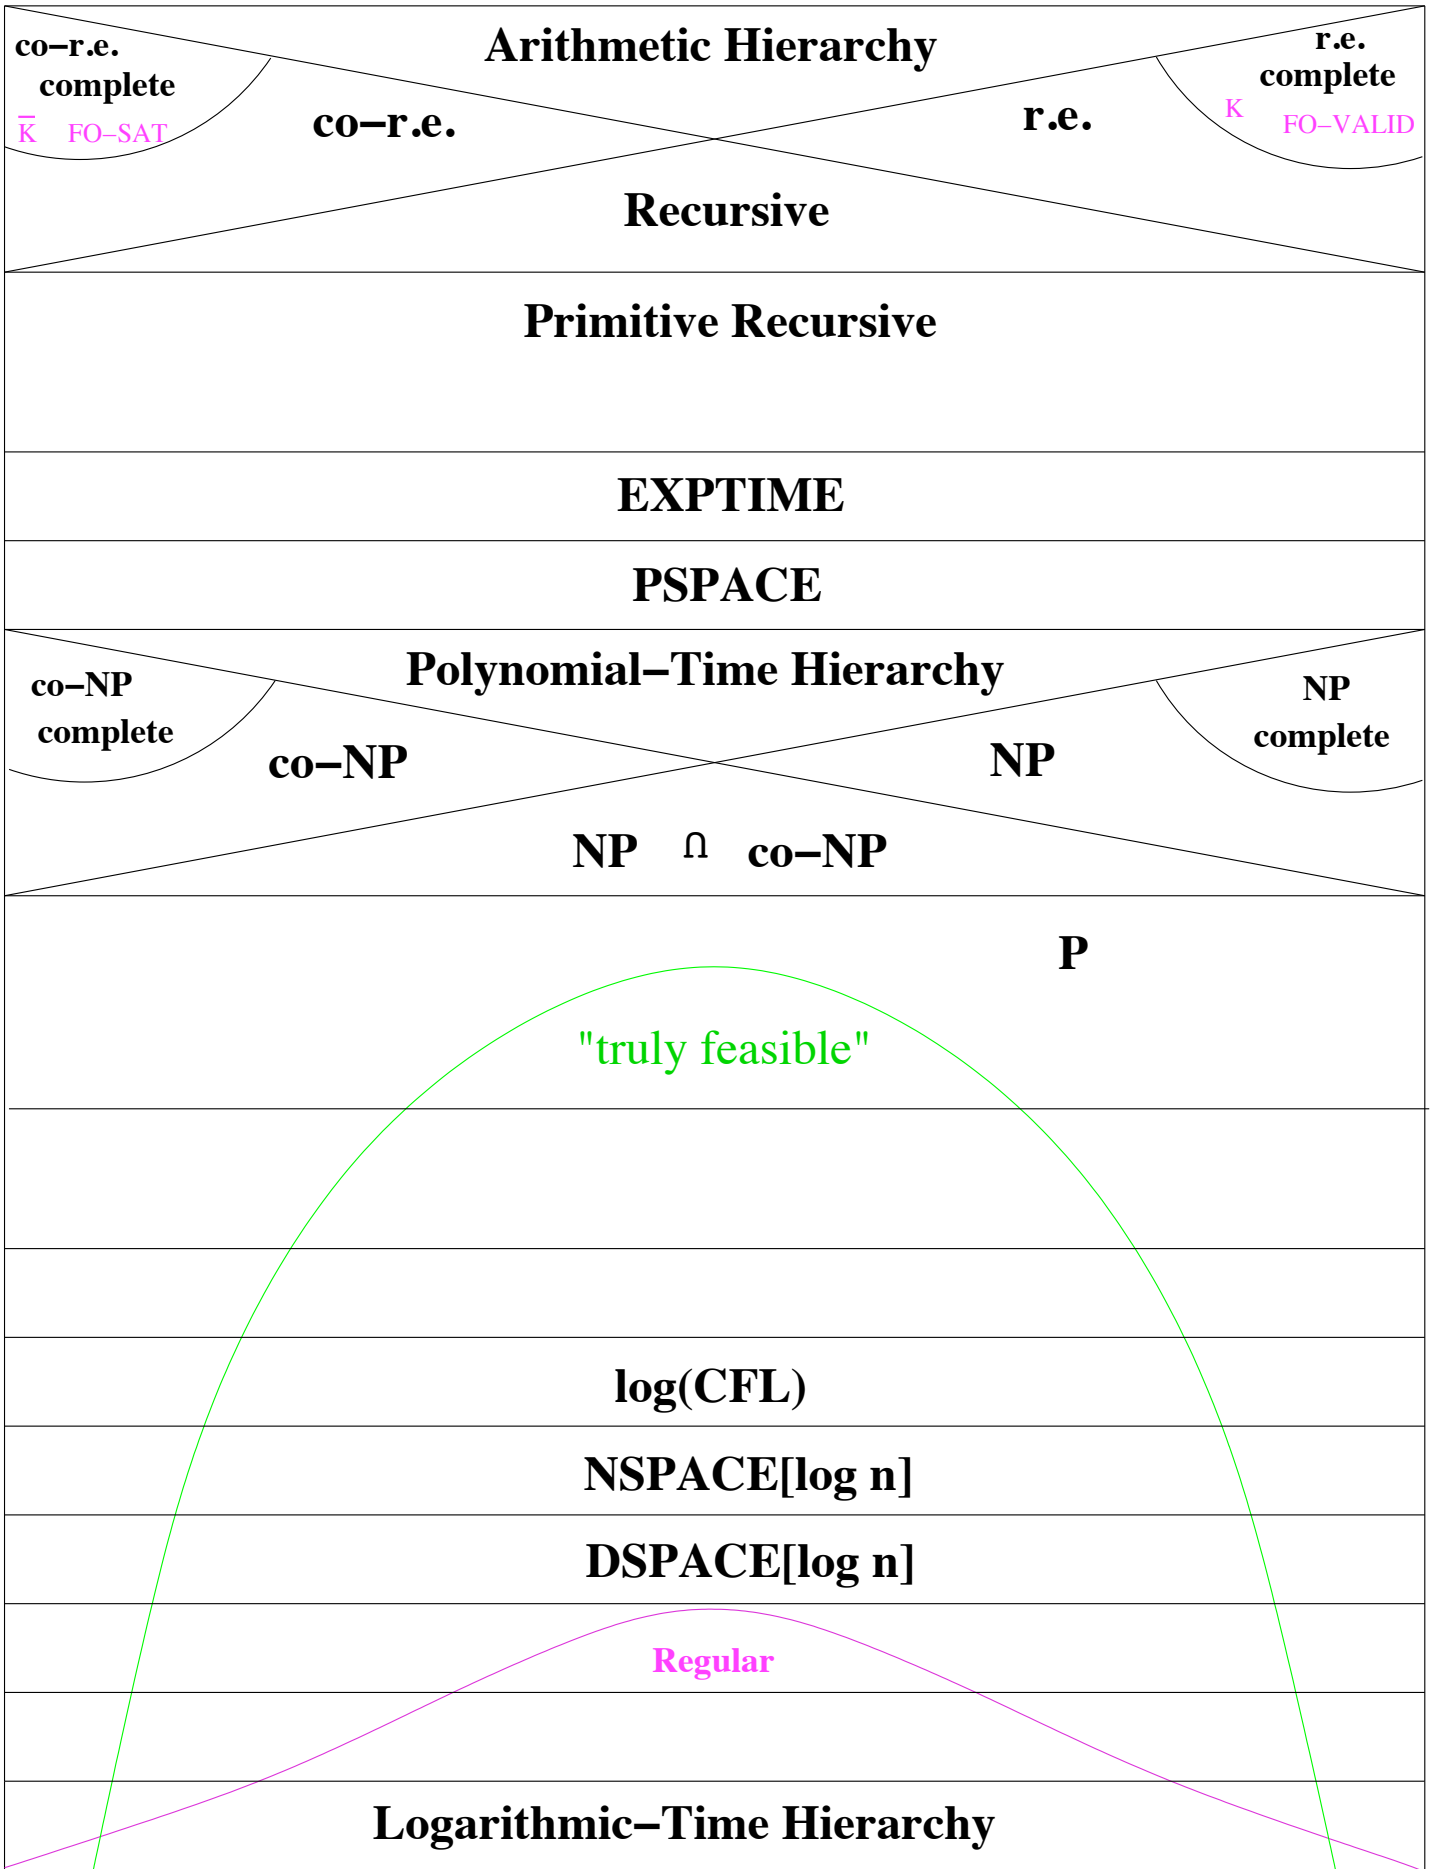 Arithmetic Hierarchy
co–r.e.
complete
K̅ FO–SAT
co–r.e.
r.e.
r.e.
complete
K FO–VALID
Recursive
Primitive Recursive
EXPTIME
PSPACE
Polynomial–Time Hierarchy
co–NP
complete
co–NP
NP
NP
complete
NP ∩ co–NP
P
"truly feasible"
log(CFL)
NSPACE[log n]
DSPACE[log n]
Regular
Logarithmic–Time Hierarchy